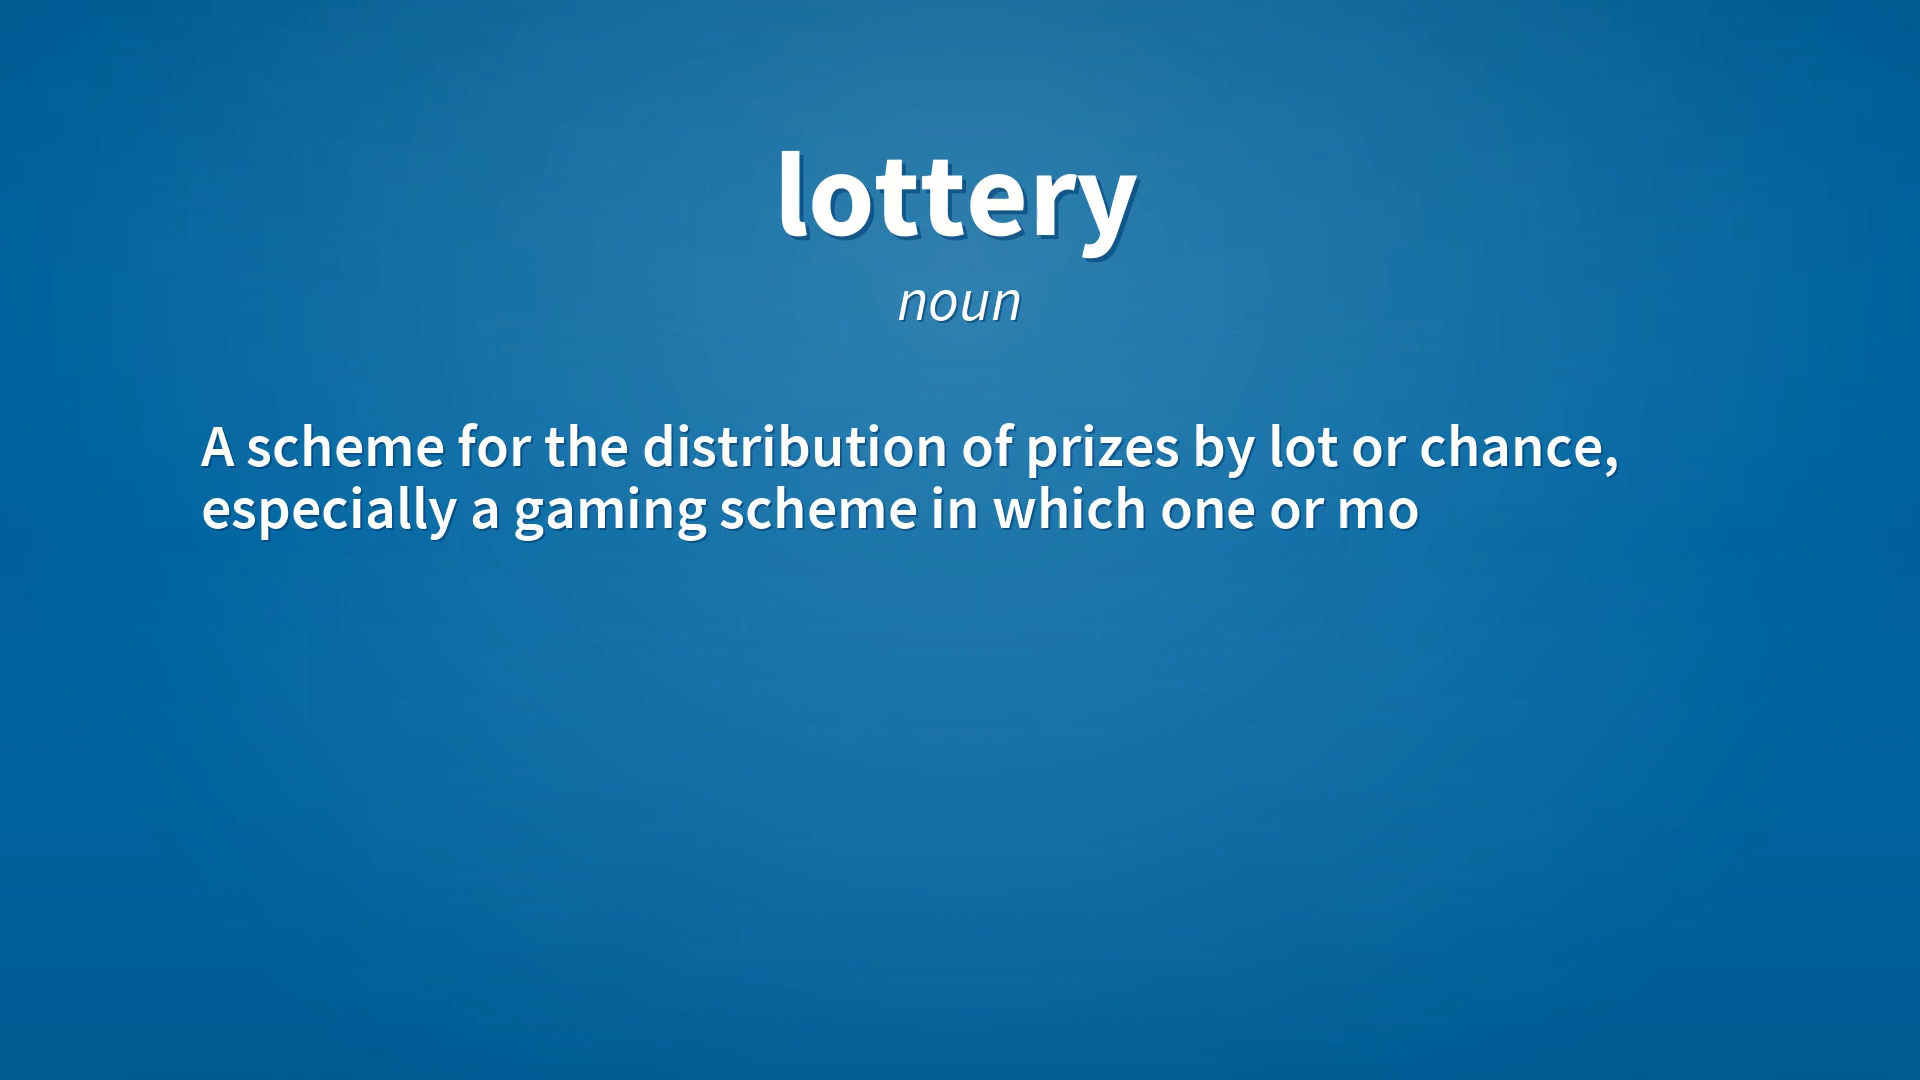 lottery
noun
A scheme for the distribution of prizes by lot or chance,
especially a gaming scheme in which one or mo